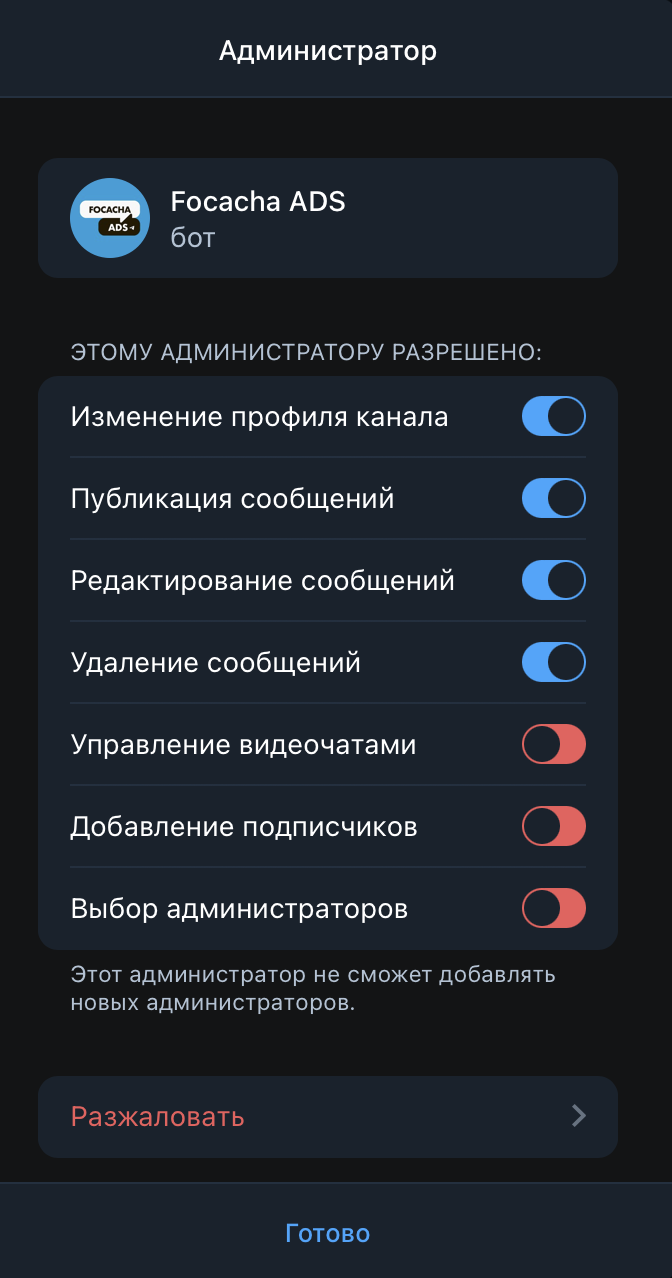 Администратор
FOCACHA
ADS
Focacha ADS
бот
ЭТОМУ АДМИНИСТРАТОРУ РАЗРЕШЕНО:
Изменение профиля канала
Публикация сообщений
Редактирование сообщений
Удаление сообщений
Управление видеочатами
Добавление подписчиков
Выбор администраторов
Этот администратор не сможет добавлять
новых администраторов.
Разжаловать
Готово